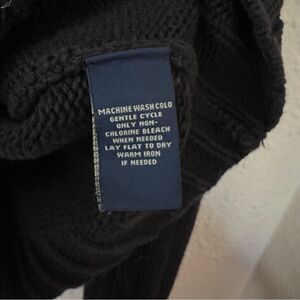 MACHINE WASH COLD
GENTLE CYCLE
ONLY NON-
CHLORINE BLEACH
WHEN NEEDED
LAY FLAT TO DRY
WARM IRON
IF NEEDED